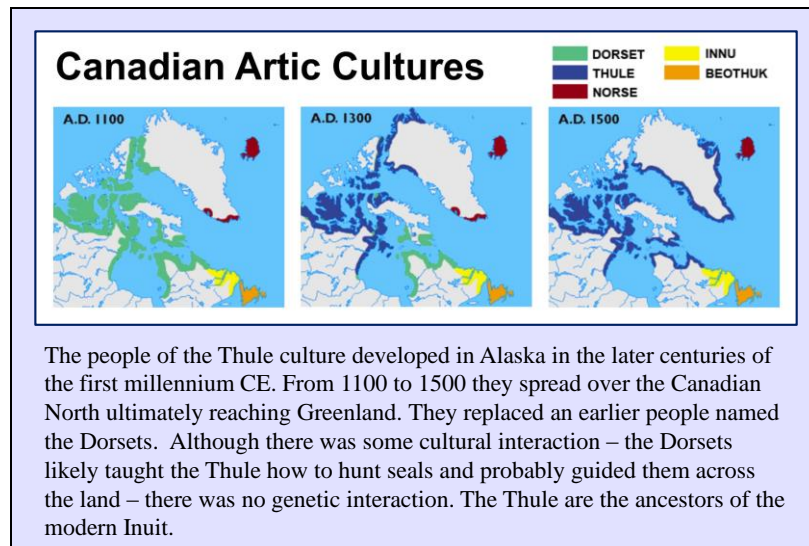 Canadian Artic Cultures
DORSET
THULE
NORSE
INNU
BEOTHUK
A.D. 1100
A.D. 1300
A.D. 1500
The people of the Thule culture developed in Alaska in the later centuries of
the first millennium CE. From 1100 to 1500 they spread over the Canadian
North ultimately reaching Greenland. They replaced an earlier people named
the Dorsets.  Although there was some cultural interaction – the Dorsets
likely taught the Thule how to hunt seals and probably guided them across
the land – there was no genetic interaction. The Thule are the ancestors of the
modern Inuit.